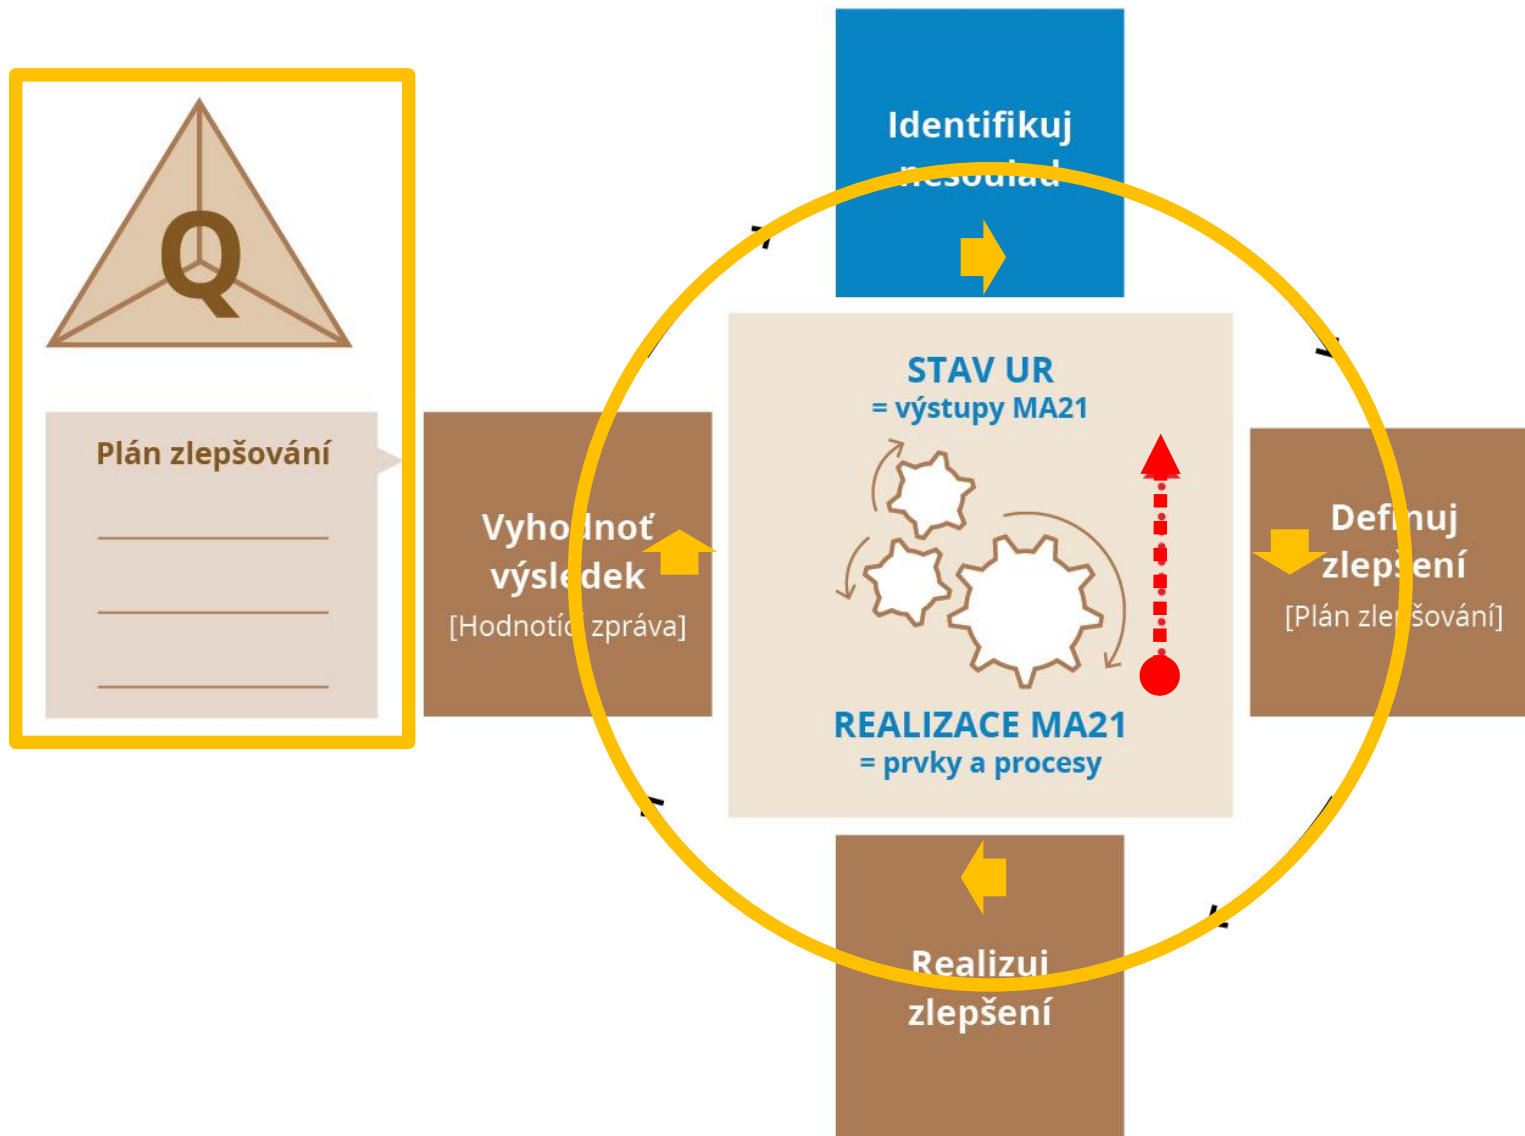 Q
Plán zlepšování
Identifikuj
nesoulad
STAV UR
= výstupy MA21
REALIZACE MA21
= prvky a procesy
Vyhodnoť
výsledek
[Hodnotící zpráva]
Definuj
zlepšení
[Plán zlepšování]
Realizuj
zlepšení